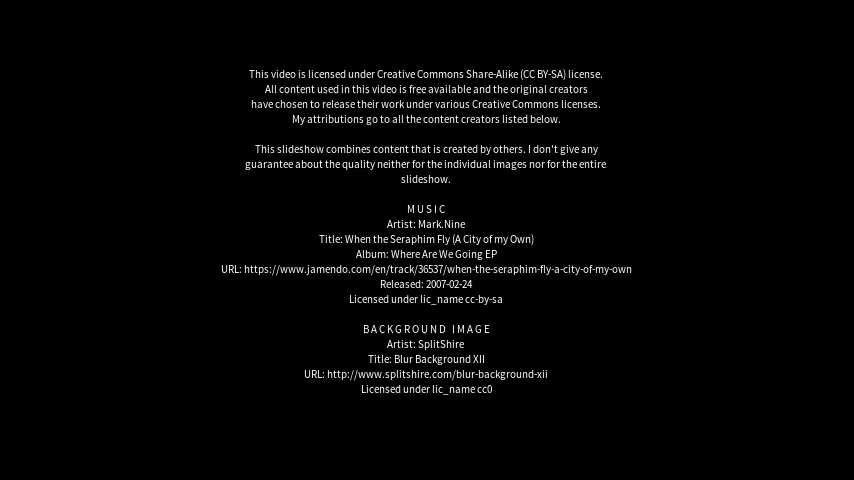 This video is licensed under Creative Commons Share-Alike (CC BY-SA) license.
All content used in this video is free available and the original creators
have chosen to release their work under various Creative Commons licenses.
My attributions go to all the content creators listed below.
This slideshow combines content that is created by others. I don't give any
guarantee about the quality neither for the individual images nor for the entire
slideshow.
MUSIC
Artist: Mark.Nine
Title: When the Seraphim Fly (A City of my Own)
Album: Where Are We Going EP
URL: https://www.jamendo.com/en/track/36537/when-the-seraphim-fly-a-city-of-my-own
Released: 2007-02-24
Licensed under lic_name cc-by-sa
BACKGROUND IMAGE
Artist: SplitShire
Title: Blur Background XII
URL: http://www.splitshire.com/blur-background-xii
Licensed under lic_name cc0